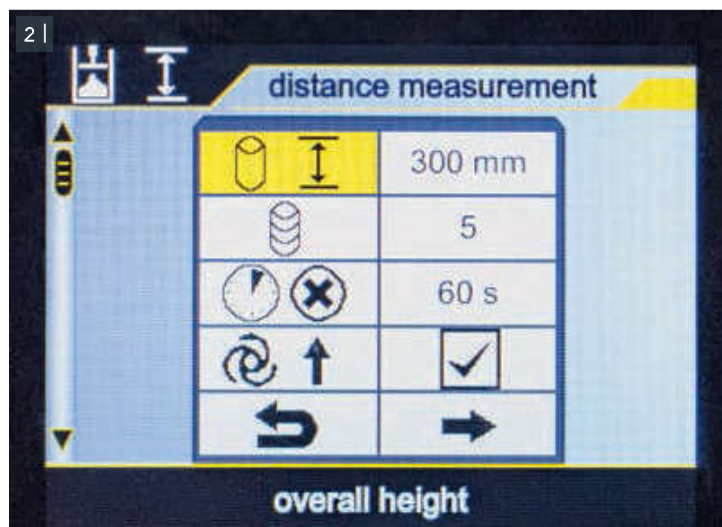 2 |
distance measurement
300 mm
5
60 s
overall height